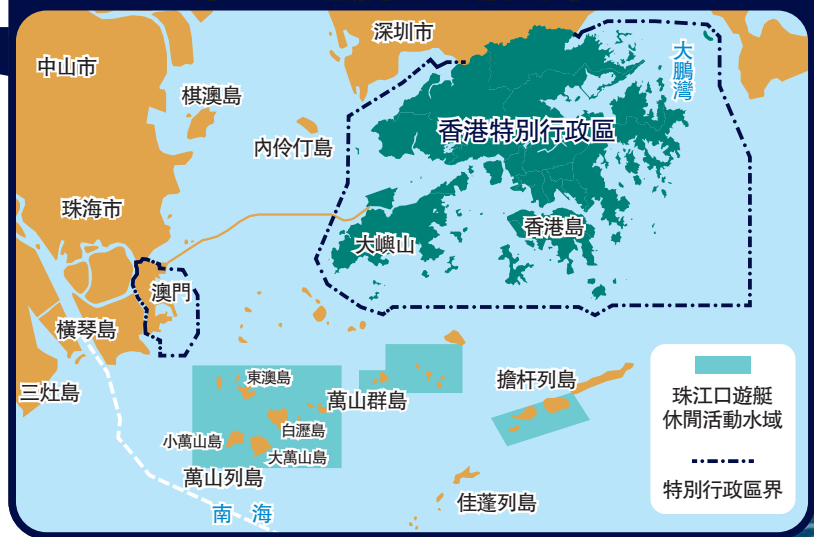 深圳市
中山市
大鵬灣
棋澳島
香港特別行政區
內伶仃島
珠海市
香港島
大嶼山
澳門
橫琴島
東澳島
擔杆列島
三灶島
萬山群島
珠江口遊艇
休閒活動水域
白瀝島
小萬山島
大萬山島
萬山列島
特別行政區界
佳蓬列島
南海